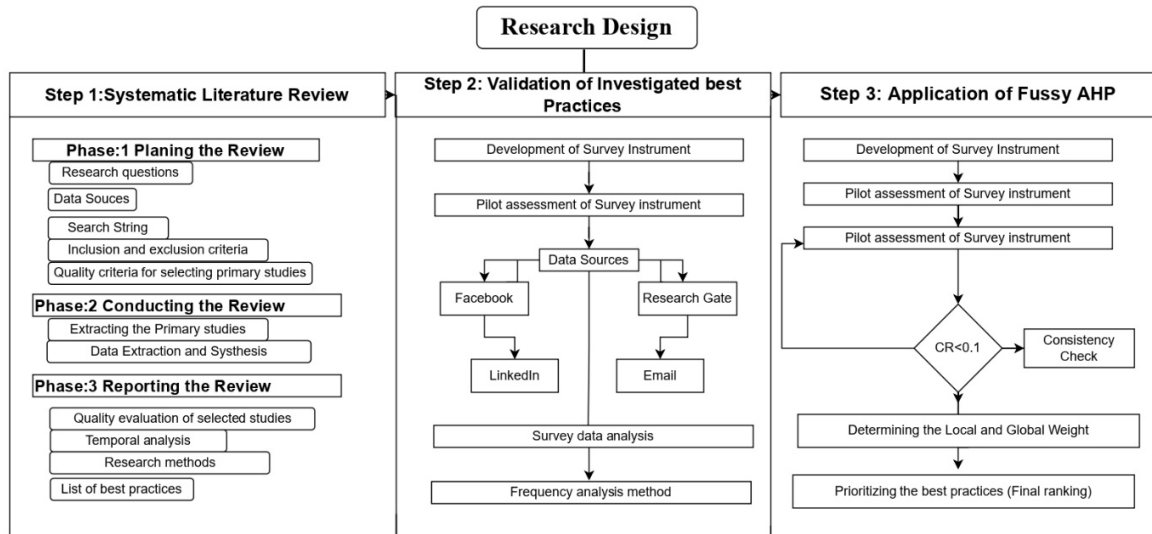 Research Design
Step 1:Systematic Literature Review
Phase:1 Planing the Review
Research questions
Data Souces
Search String
Inclusion and exclusion criteria
Quality criteria for selecting primary studies
Phase:2 Conducting the Review
Extracting the Primary studies
Data Extraction and Systhesis
Phase:3 Reporting the Review
Quality evaluation of selected studies
Temporal analysis
Research methods
List of best practices
Step 2: Validation of Investigated best
Practices
Development of Survey Instrument
Pilot assessment of Survey instrument
Data Sources
Facebook
Research Gate
LinkedIn
Email
Survey data analysis
Frequency analysis method
Step 3: Application of Fussy AHP
Development of Survey Instrument
Pilot assessment of Survey instrument
Pilot assessment of Survey instrument
CR<0.1
Consistency
Check
Determining the Local and Global Weight
Prioritizing the best practices (Final ranking)